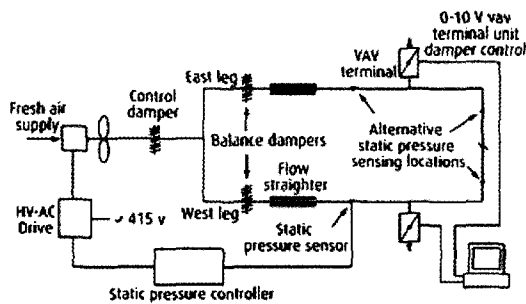 0-10 V vav
terminal unit
damper control
VAV
terminal
East leg
Fresh air
supply
Control
damper
Balance dampers
Alternative
static pressure
sensing locations
Flow
straighter
HV-AC
Drive
415 v
West leg
Static
pressure sensor
Static pressure controller